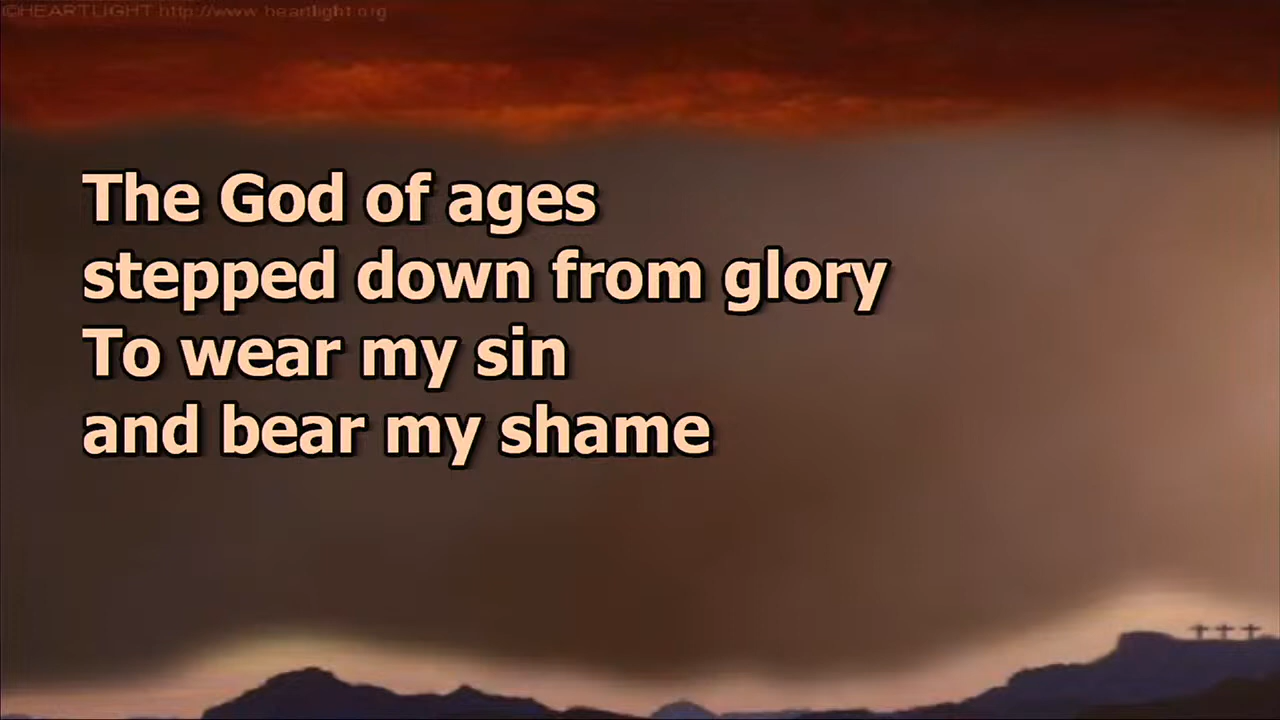 ©HEARTLIGHT http://www.heartlight.org
The God of ages
stepped down from glory
To wear my sin
and bear my shame